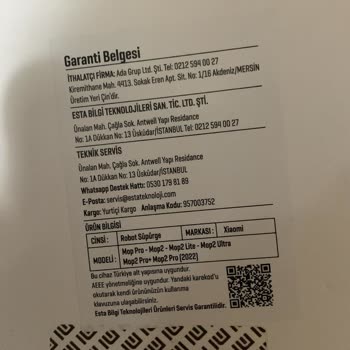 Garanti Belgesi
İTHALATÇI FİRMA: Ada Grup Ltd. Şti. Tel: 0212 594 00 27
Kiremithane Mah. 4413. Sokak Eren Apt. Sit. No: 1/16 Akdeniz/MERSİN
Üretim Yeri Çin'dir.
ESTA BİLGİ TEKNOLOJİLERİ SAN. TİC. LTD. ŞTİ.
Ünalan Mah. Çağla Sok. Antwell Yapı Residance
No: 1A Dükkan No: 13 Üsküdar/İSTANBUL Tel: 0212 594 00 27
TEKNİK SERVİS
Ünalan Mah. Çağla Sok. Antwell Yapı Residance
No: 1A Dükkan No: 13 Üsküdar/İSTANBUL
Whatsapp Destek Hattı: 0530 179 81 89
E-Posta: servis@estateknoloji.com
Kargo: Yurtiçi Kargo Anlaşma Kodu: 957003752
ÜRÜN BİLGİSİ
CİNSİ : Robot Süpürge MARKASI : Xiaomi
MODELİ : Mop Pro - Mop2 - Mop2 Lite - Mop2 Ultra
Mop2 Pro+ Mop2 Pro (2022)
Bu cihaz Türkiye alt yapısına uygundur.
AEEE yönetmeliğine uygundur. Yandaki karekod'u
okutarak kendi ürününüzün kullanma
klavuzuna ulaşabilirsiniz.
Esta Bilgi Teknolojileri Ürünleri Servis Garantilidir.